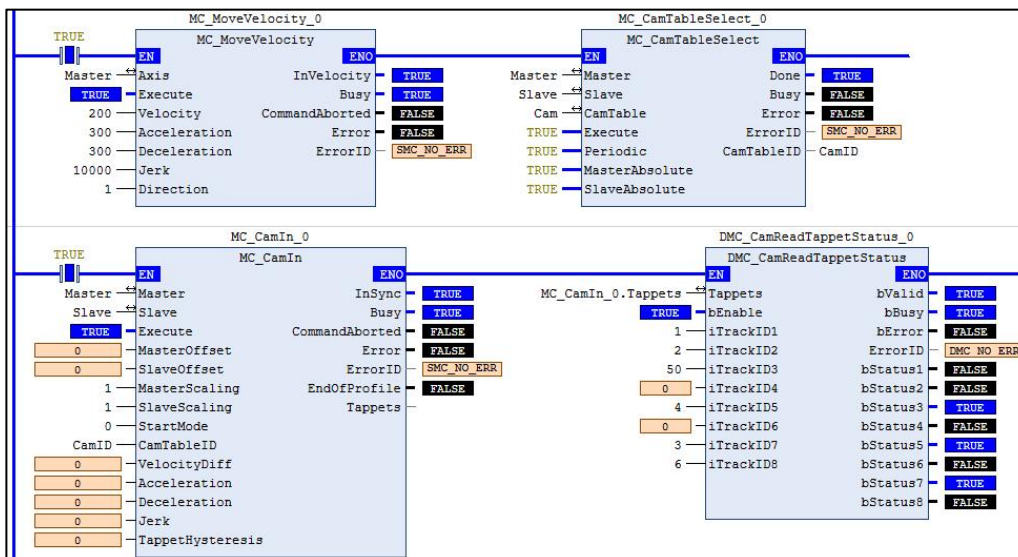 MC_MoveVelocity_0 MC_CamTableSelect_0
TRUE MC_MoveVelocity MC_CamTableSelect
EN ENO EN ENO
Master Axis InVelocity TRUE Master Master Done TRUE
TRUE Execute Busy TRUE Slave Slave Busy FALSE
200 Velocity CommandAborted FALSE Cam CamTable Error FALSE
300 Acceleration Error FALSE TRUE Execute ErrorID SMC_NO_ERR
300 Deceleration ErrorID SMC_NO_ERR TRUE Periodic CamTableID CamID
10000 Jerk TRUE MasterAbsolute
1 Direction TRUE SlaveAbsolute
MC_CamIn_0 DMC_CamReadTappetStatus_0
TRUE MC_CamIn DMC_CamReadTappetStatus
EN ENO EN ENO
Master Master InSync TRUE MC_CamIn_0.Tappets Tappets bValid TRUE
Slave Slave Busy TRUE TRUE bEnable bBusy TRUE
TRUE Execute CommandAborted FALSE 1 iTrackID1 bError FALSE
0 MasterOffset Error FALSE 2 iTrackID2 ErrorID DMC_NO_ERR
0 SlaveOffset ErrorID SMC_NO_ERR 50 iTrackID3 bStatus1 FALSE
1 MasterScaling EndOfProfile FALSE 0 iTrackID4 bStatus2 FALSE
1 SlaveScaling Tappets 4 iTrackID5 bStatus3 TRUE
0 StartMode 0 iTrackID6 bStatus4 FALSE
CamID CamTableID 3 iTrackID7 bStatus5 TRUE
0 VelocityDiff 6 iTrackID8 bStatus6 FALSE
0 Acceleration bStatus7 TRUE
0 Deceleration bStatus8 FALSE
0 Jerk
0 TappetHysteresis